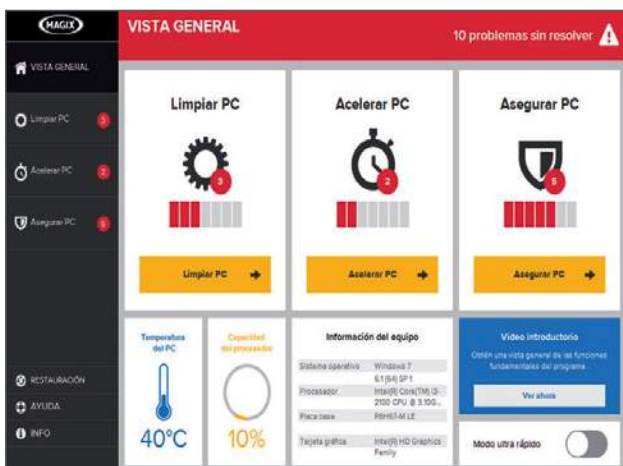 MAGIX
VISTA GENERAL
10 problemas sin resolver
VISTA GENERAL
Limpiar PC
3
Acelerar PC
2
Asegurar PC
5
RESTAURACIÓN
AYUDA
INFO
Limpiar PC
3
Limpiar PC
Acelerar PC
2
Acelerar PC
Asegurar PC
5
Asegurar PC
Temperatura
del PC
40°C
Capacidad
del procesador
10%
Información del equipo
Sistema operativo Windows 7
6.1 (64) SP1
Procesador Intel(R) Core(TM) i3-
2100 CPU @ 3.100...
Placa base P8H67-M LE
Tarjeta gráfica Intel(R) HD Graphics
Family
Vídeo introductorio
Obtén una vista general de las funciones
fundamentales del programa.
Ver ahora
Modo ultra rápido